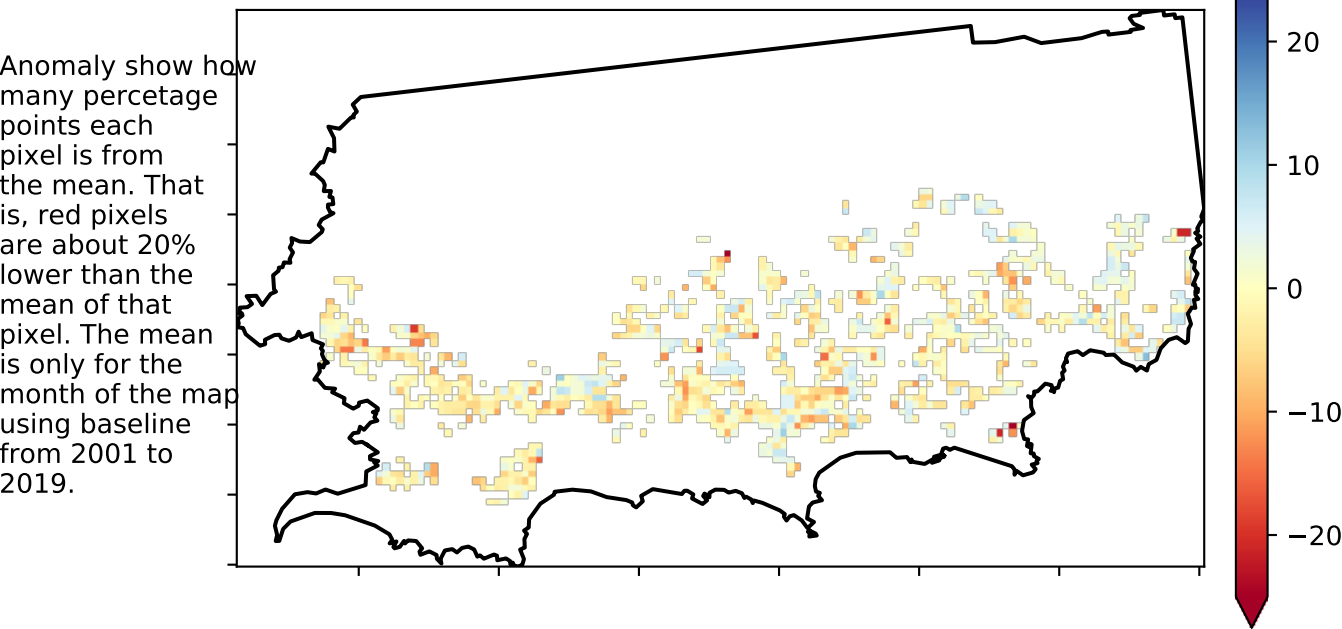 Anomaly show how
many percetage
points each
pixel is from
the mean. That
is, red pixels
are about 20%
lower than the
mean of that
pixel. The mean
is only for the
month of the map
using baseline
from 2001 to
2019.
20
10
0
−10
−20